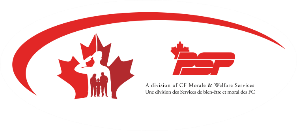 PSP
A division of CF Morale & Welfare Services
Une division des Services de bien-être et moral des FC